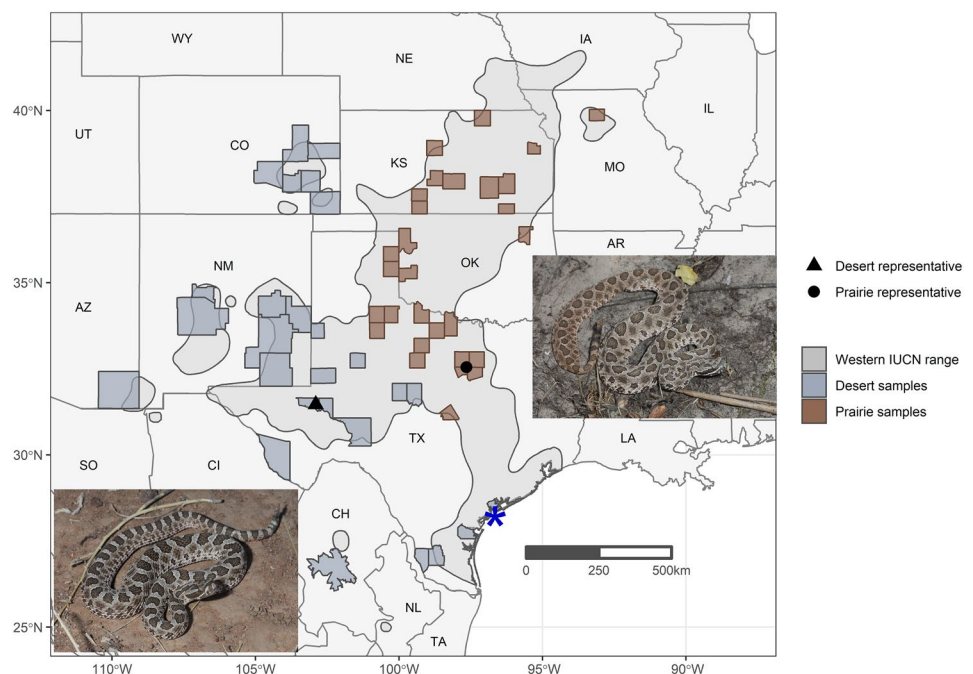 WY
IA
NE
40°N
IL
UT
CO
KS
MO
AR
35°N
NM
OK
AZ
Desert representative
Prairie representative
Western IUCN range
Desert samples
Prairie samples
TX
LA
30°N
SO
CI
CH
0
250
500km
NL
25°N
TA
110°W
105°W
100°W
95°W
90°W